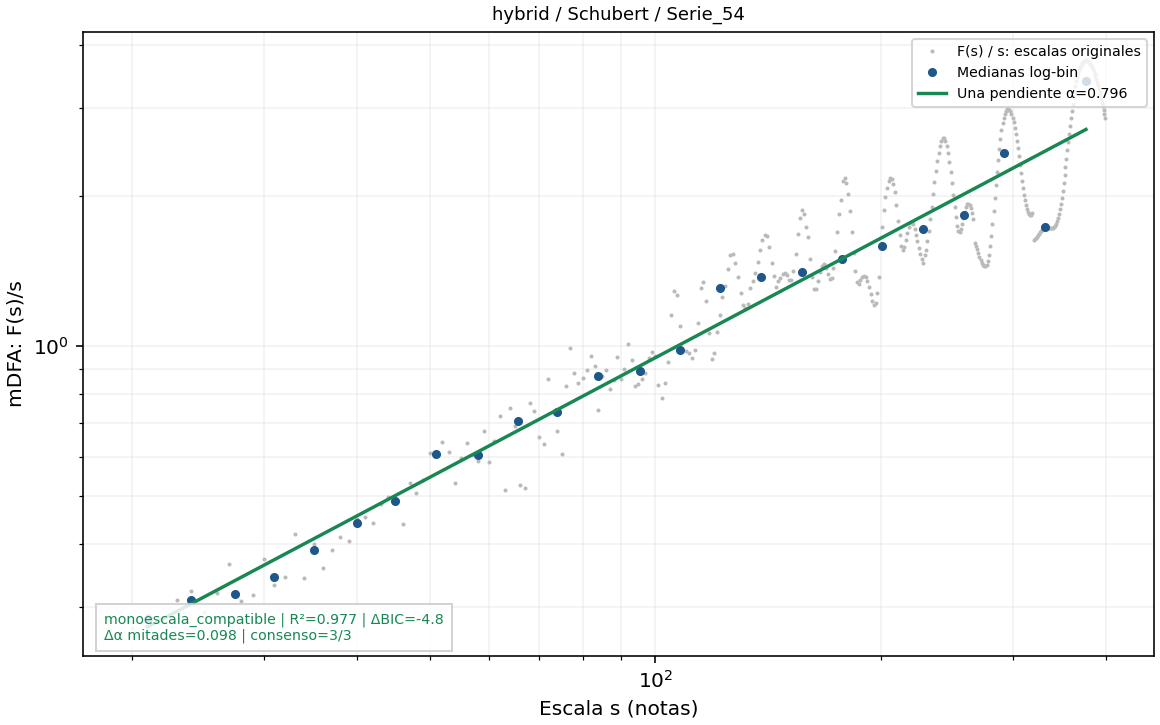 hybrid / Schubert / Serie_54
F(s) / s: escalas originales
Medianas log-bin
Una pendiente α=0.796
mDFA: F(s)/s
10⁰
monoescala_compatible | R²=0.977 | ΔBIC=-4.8
Δα mitades=0.098 | consenso=3/3
10²
Escala s (notas)